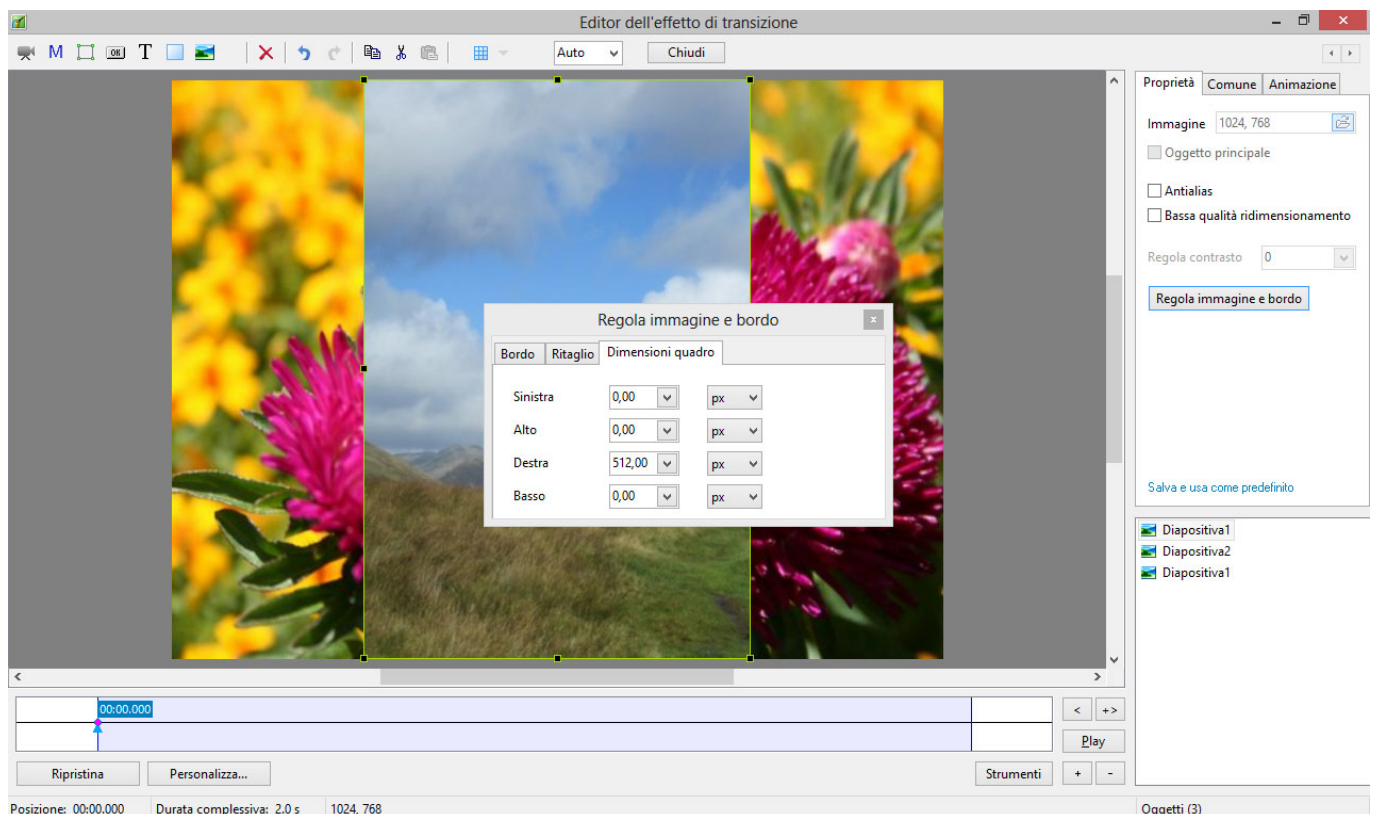 Editor dell'effetto di transizione
M OK T Auto Chiudi
Proprietà Comune Animazione
Immagine 1024, 768
Oggetto principale
Antialias
Bassa qualità ridimensionamento
Regola contrasto 0
Regola immagine e bordo
Regola immagine e bordo
Bordo Ritaglio Dimensioni quadro
Sinistra 0,00 px
Alto 0,00 px
Destra 512,00 px
Basso 0,00 px
Salva e usa come predefinito
Diapositiva1
Diapositiva2
Diapositiva1
00:00.000
< +>
Play
Ripristina Personalizza... Strumenti + -
Posizione: 00:00.000 Durata complessiva: 2.0 s 1024, 768 Oggetti (3)